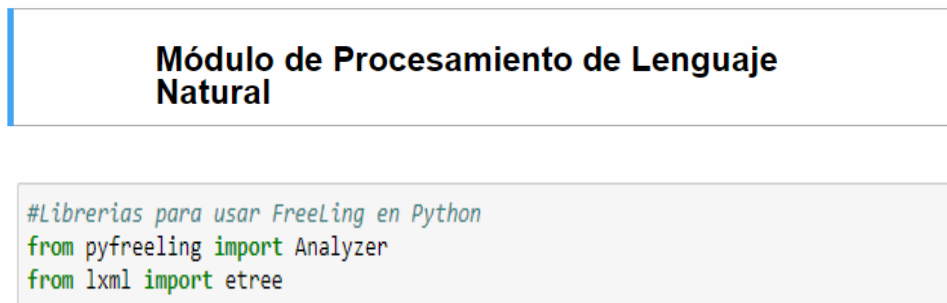 Módulo de Procesamiento de Lenguaje
Natural
#Librerias para usar FreeLing en Python
from pyfreeling import Analyzer
from lxml import etree